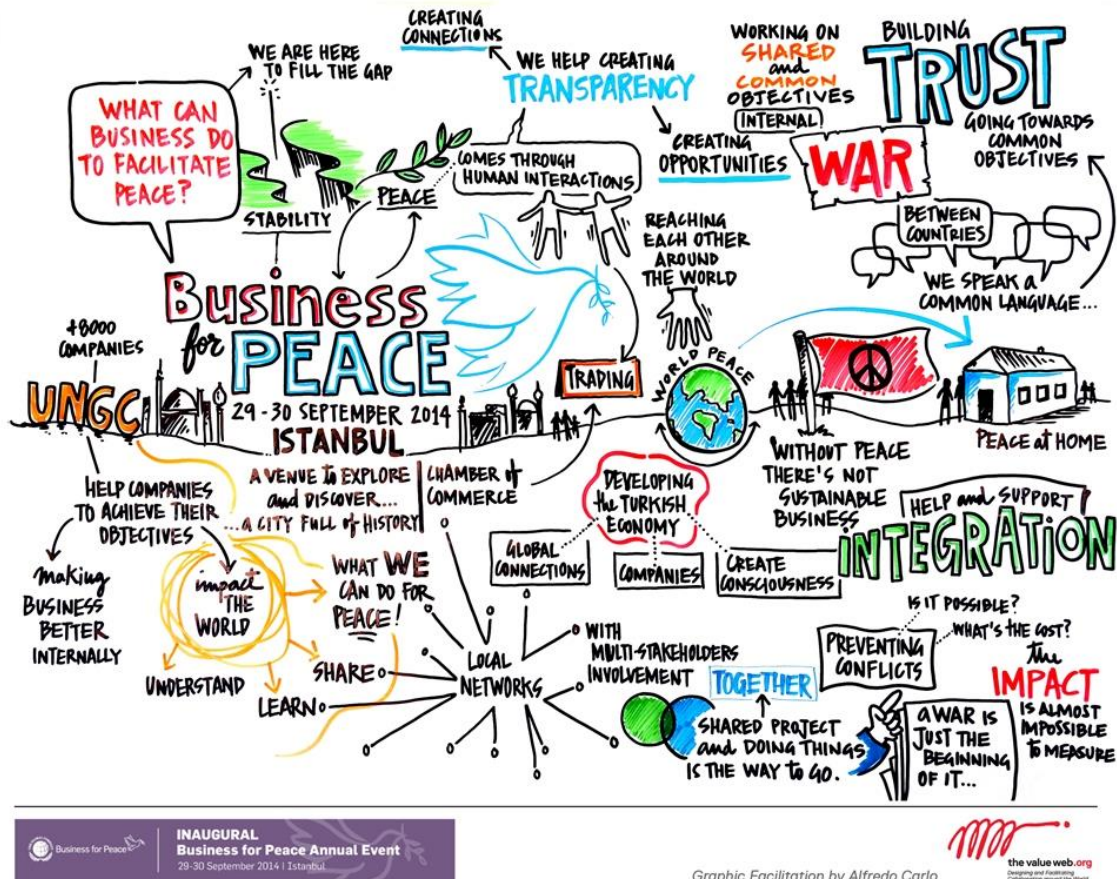 CREATING
CONNECTIONS
WE ARE HERE
TO FILL THE GAP
WE HELP CREATING
TRANSPARENCY
WORKING ON
SHARED
and
COMMON
OBJECTIVES
INTERNAL!
BUILDING
TRUST
GOING TOWARDS
COMMON
OBJECTIVES
WHAT CAN
BUSINESS DO
TO FACILITATE
PEACE?
STABILITY
PEACE
COMES THROUGH
HUMAN INTERACTIONS
CREATING
OPPORTUNITIES
WAR
BETWEEN
COUNTRIES
WE SPEAK a
COMMON LANGUAGE...
REACHING
EACH OTHER
AROUND
THE WORLD
Business
for
PEACE
29-30 SEPTEMBER 2014
ISTANBUL
+8000
COMPANIES
UNGC
TRADING
WORLD PEACE
PEACE at HOME
WITHOUT PEACE
THERE'S NOT
SUSTAINABLE
BUSINESS
A VENUE to EXPLORE
and DISCOVER...
...a CITY FULL of HISTORY
CHAMBER of
COMMERCE
HELP COMPANIES
TO ACHIEVE THEIR
OBJECTIVES
making
BUSINESS
BETTER
INTERNALLY
impact
THE
WORLD
WHAT WE
CAN DO FOR
PEACE!
UNDERSTAND
LEARN
SHARE
DEVELOPING
the TURKISH
ECONOMY
GLOBAL
CONNECTIONS
COMPANIES
CREATE
CONSCIOUSNESS
HELP and SUPPORT
INTEGRATION
LOCAL
NETWORKS
WITH
MULTI-STAKEHOLDERS
INVOLVEMENT
TOGETHER
SHARED PROJECT
and DOING THINGS
IS THE WAY to GO.
IS IT POSSIBLE?
WHAT'S THE COST?
PREVENTING
CONFLICTS
the
IMPACT
IS ALMOST
IMPOSSIBLE
to MEASURE
a WAR IS
JUST THE
BEGINNING
OF IT...
Business for Peace
INAUGURAL
Business for Peace Annual Event
29-30 September 2014 | Istanbul
Graphic Facilitation by Alfredo Carlo
the value web.org
Designing and Facilitating
Collaboration around the World